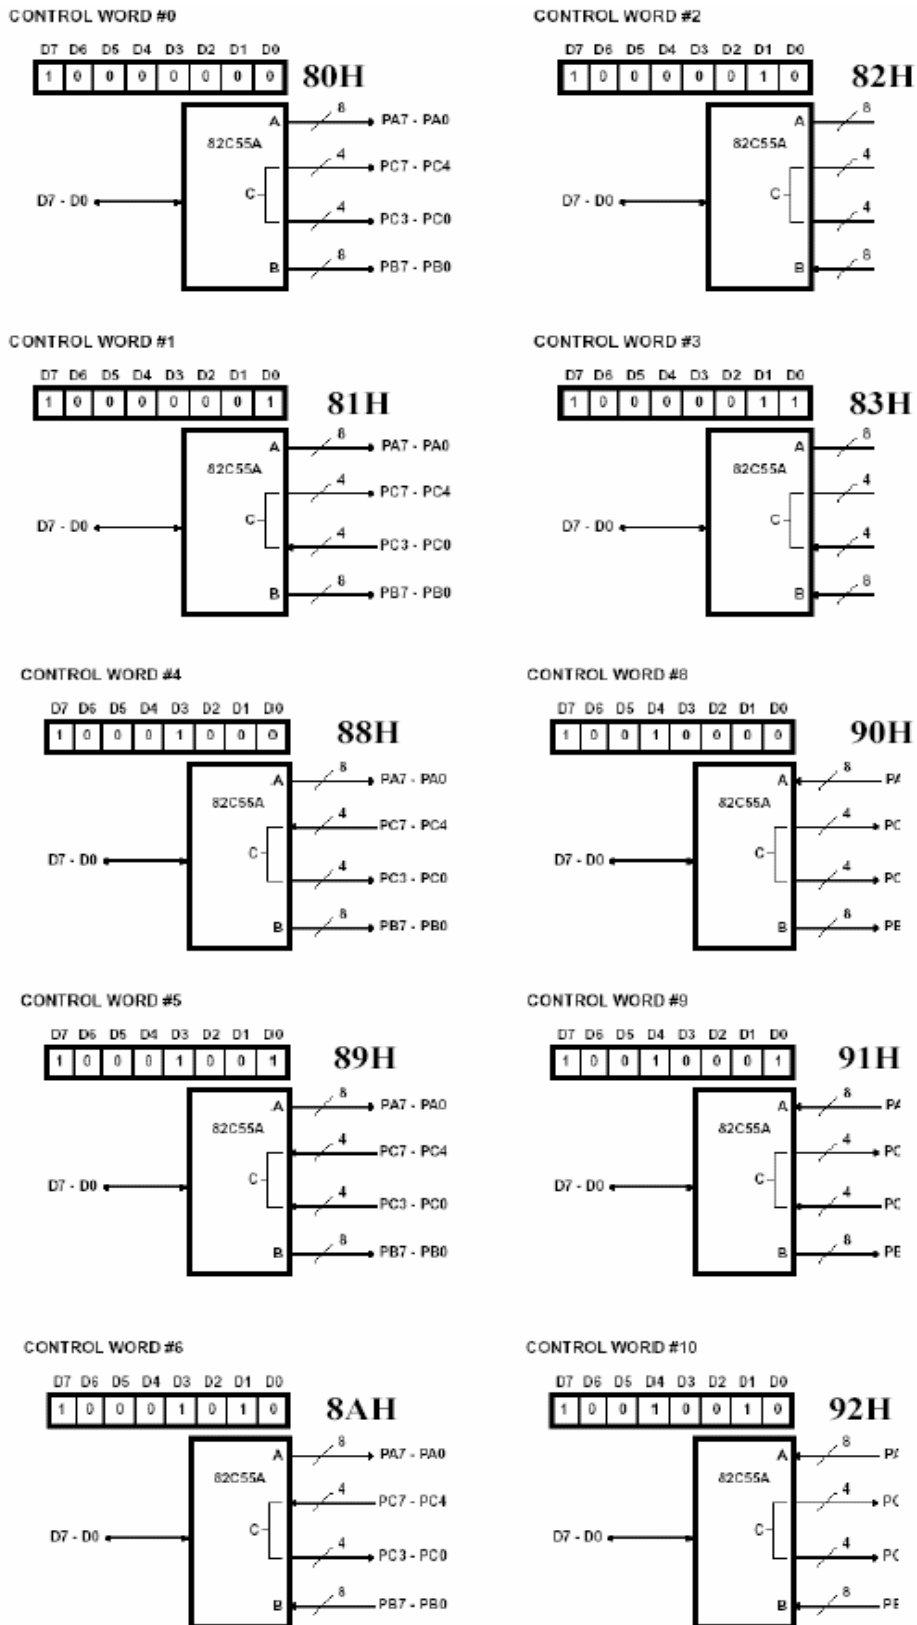 CONTROL WORD #0
D7 D6 D5 D4 D3 D2 D1 D0
1 0 0 0 0 0 0 0
80H
82C55A
A
8
PA7 - PA0
4
PC7 - PC4
C
D7 - D0
4
PC3 - PC0
B
8
PB7 - PB0
CONTROL WORD #2
D7 D6 D5 D4 D3 D2 D1 D0
1 0 0 0 0 0 1 0
82H
A
8
82C55A
4
C
D7 - D0
4
B
8
CONTROL WORD #1
D7 D6 D5 D4 D3 D2 D1 D0
1 0 0 0 0 0 0 1
81H
A
8
PA7 - PA0
82C55A
4
PC7 - PC4
C
D7 - D0
4
PC3 - PC0
B
8
PB7 - PB0
CONTROL WORD #3
D7 D6 D5 D4 D3 D2 D1 D0
1 0 0 0 0 0 1 1
83H
A
8
82C55A
4
C
D7 - D0
4
B
8
CONTROL WORD #4
D7 D6 D5 D4 D3 D2 D1 D0
1 0 0 0 1 0 0 0
88H
A
8
PA7 - PA0
82C55A
4
PC7 - PC4
C
D7 - D0
4
PC3 - PC0
B
8
PB7 - PB0
CONTROL WORD #8
D7 D6 D5 D4 D3 D2 D1 D0
1 0 0 1 0 0 0 0
90H
A
8
PA
82C55A
4
PC
C
D7 - D0
4
PC
B
8
PB
CONTROL WORD #5
D7 D6 D5 D4 D3 D2 D1 D0
1 0 0 0 1 0 0 1
89H
A
8
PA7 - PA0
82C55A
4
PC7 - PC4
C
D7 - D0
4
PC3 - PC0
B
8
PB7 - PB0
CONTROL WORD #9
D7 D6 D5 D4 D3 D2 D1 D0
1 0 0 1 0 0 0 1
91H
A
8
PA
82C55A
4
PC
C
D7 - D0
4
PC
B
8
PB
CONTROL WORD #6
D7 D6 D5 D4 D3 D2 D1 D0
1 0 0 0 1 0 1 0
8AH
A
8
PA7 - PA0
82C55A
4
PC7 - PC4
C
D7 - D0
4
PC3 - PC0
B
8
PB7 - PB0
CONTROL WORD #10
D7 D6 D5 D4 D3 D2 D1 D0
1 0 0 1 0 0 1 0
92H
A
8
PA
82C55A
4
PC
C
D7 - D0
4
PC
B
8
PB